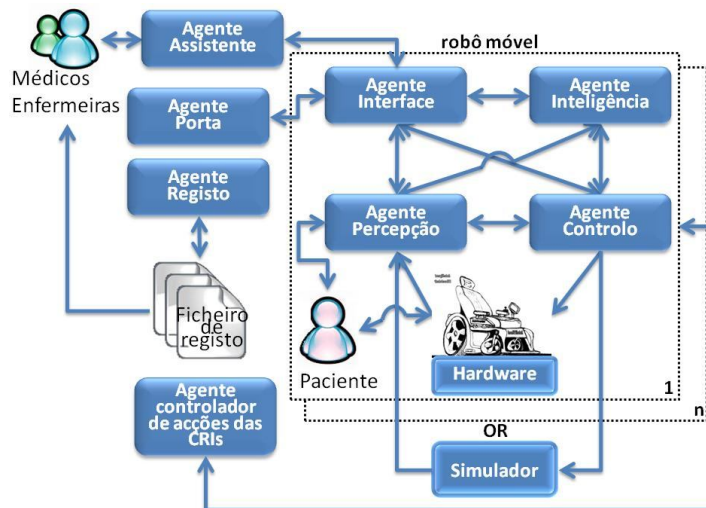 Agente
Assistente
robô móvel
Médicos
Enfermeiras
Agente
Interface
Agente
Inteligência
Agente
Porta
Agente
Registo
Agente
Percepção
Agente
Controlo
Ficheiro
de
registo
Paciente
Hardware
1
n
Agente
controlador
de acções das
CRIs
OR
Simulador